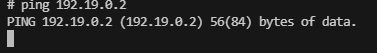 # ping 192.19.0.2
PING 192.19.0.2 (192.19.0.2) 56(84) bytes of data.